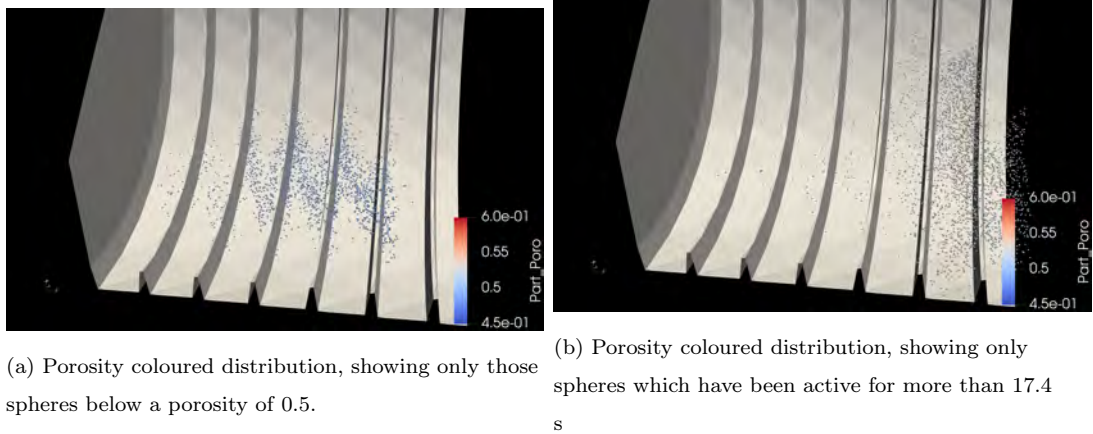 6.0e-01
0.55
0.5
4.5e-01
Part_Poro
6.0e-01
0.55
0.5
4.5e-01
Part_Poro
(a) Porosity coloured distribution, showing only those
spheres below a porosity of 0.5.
(b) Porosity coloured distribution, showing only
spheres which have been active for more than 17.4
s